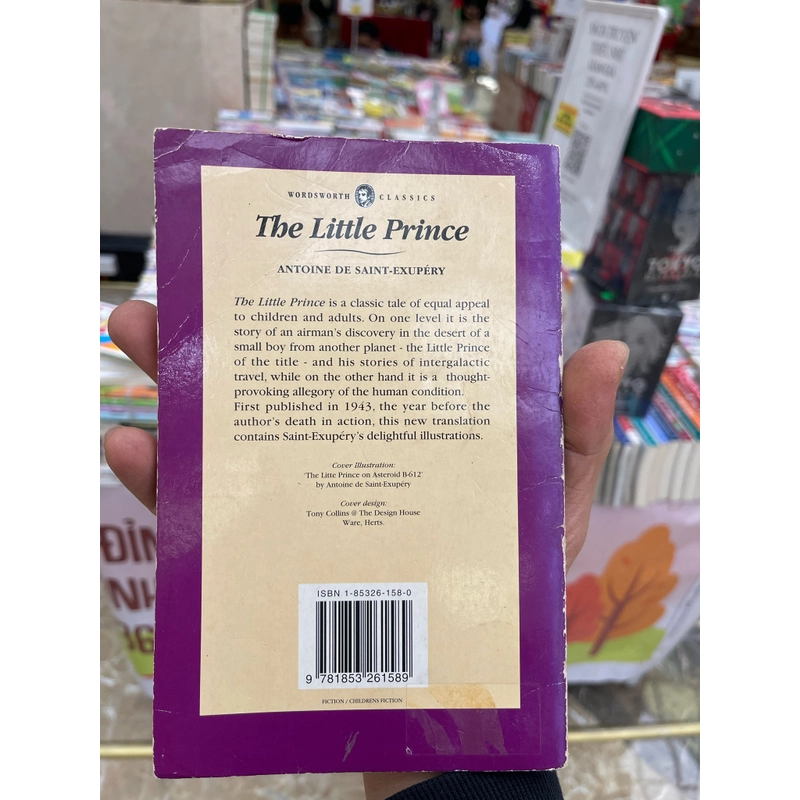 WORDSWORTH CLASSICS
The Little Prince
ANTOINE DE SAINT-EXUPÉRY
The Little Prince is a classic tale of equal appeal
to children and adults. On one level it is the
story of an airman's discovery in the desert of a
small boy from another planet - the Little Prince
of the title - and his stories of intergalactic
travel, while on the other hand it is a thought-
provoking allegory of the human condition.
First published in 1943, the year before the
author's death in action, this new translation
contains Saint-Exupéry's delightful illustrations.
Cover Illustration:
'The Litte Prince on Asteroid B-612'
by Antoine de Saint-Exupéry
Cover design:
Tony Collins @ The Design House
Ware, Herts.
ISBN 1-85326-158-0
9 781853 261589
FICTION / CHILDRENS FICTION